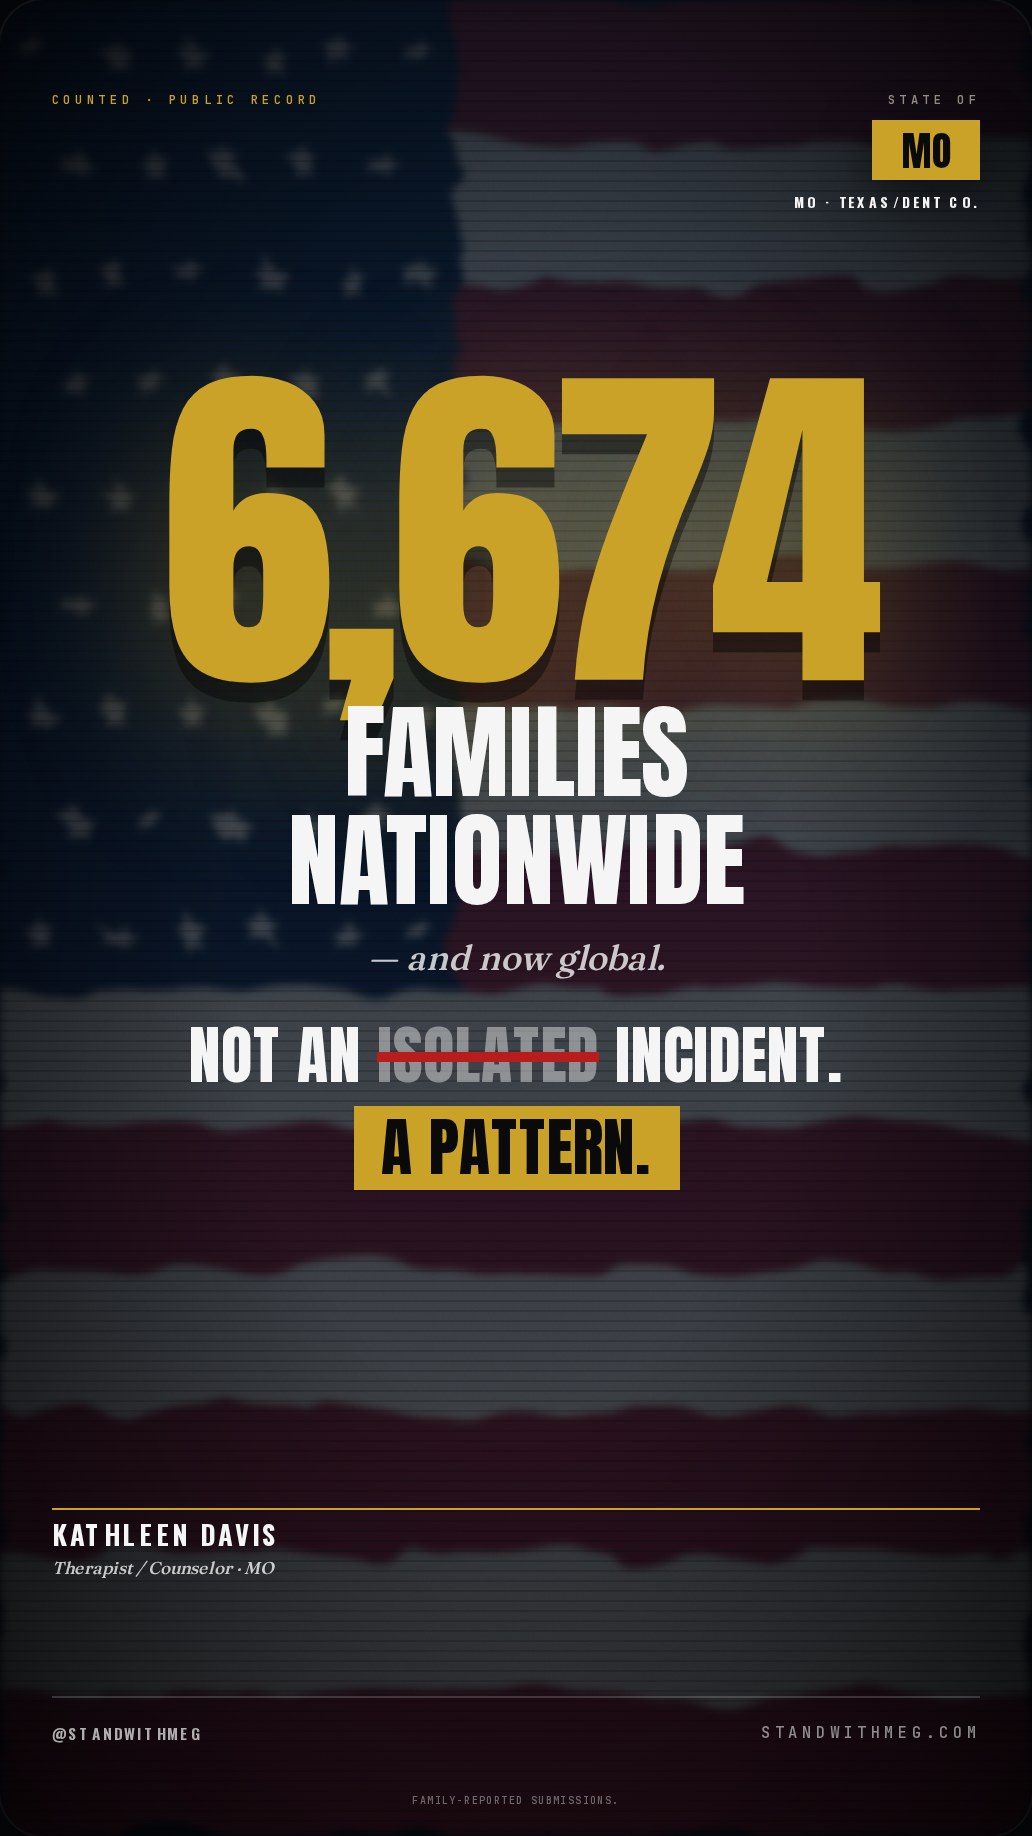 COUNTED · PUBLIC RECORD
STATE OF
MO
MO · TEXAS/DENT CO.
6,674
FAMILIES
NATIONWIDE
— and now global.
NOT AN ISOLATED INCIDENT.
A PATTERN.
KATHLEEN DAVIS
Therapist / Counselor · MO
@STANDWITHMEG
STANDWITHMEG.COM
FAMILY-REPORTED SUBMISSIONS.